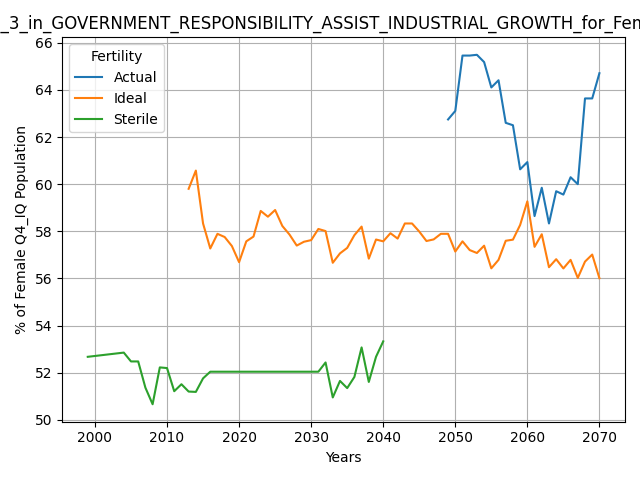 _3_in_GOVERNMENT_RESPONSIBILITY_ASSIST_INDUSTRIAL_GROWTH_for_Fem
Fertility
Actual
Ideal
Sterile
% of Female Q4_IQ Population
66
64
62
60
58
56
54
52
50
2000
2010
2020
2030
2040
2050
2060
2070
Years